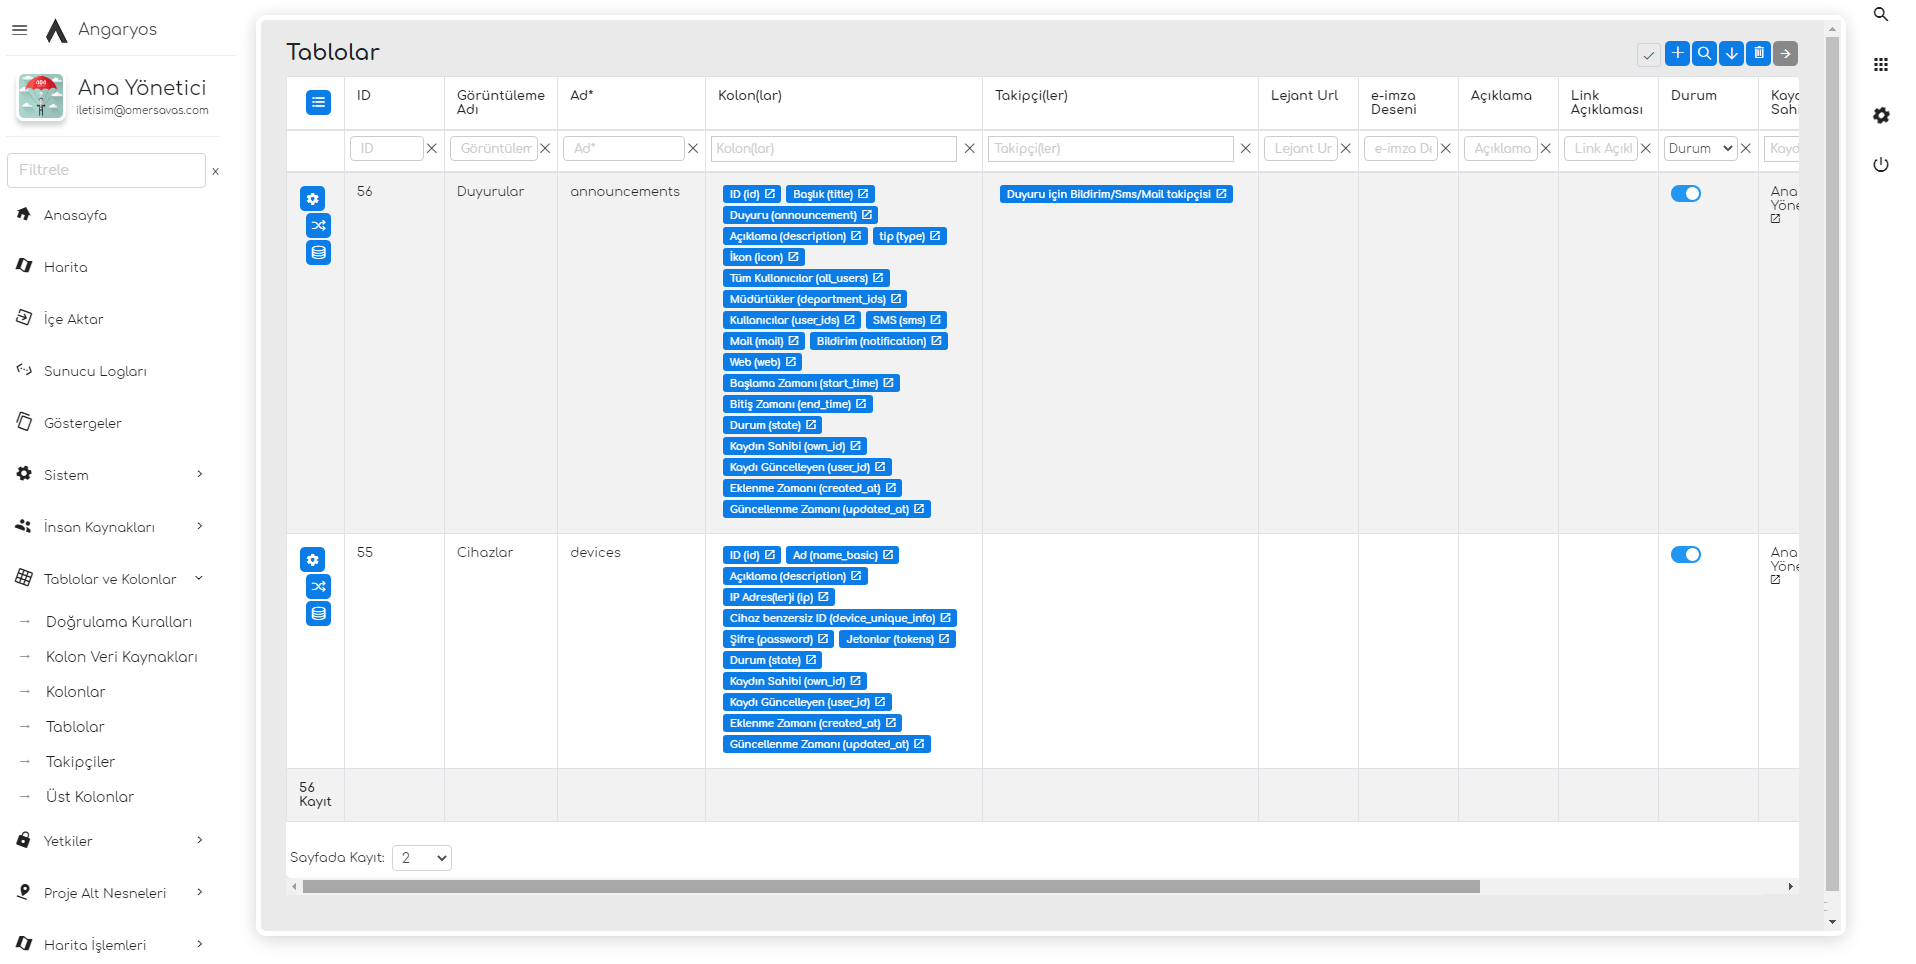 Angaryos
Ana Yönetici
iletisim@omersavas.com
Filtrele
x
Anasayfa
Harita
İçe Aktar
Sunucu Logları
Göstergeler
Sistem
İnsan Kaynakları
Tablolar ve Kolonlar
Doğrulama Kuralları
Kolon Veri Kaynakları
Kolonlar
Tablolar
Takipçiler
Üst Kolonlar
Yetkiler
Proje Alt Nesneleri
Harita İşlemleri
Tablolar
ID
Görüntüleme
Adı
Ad*
Kolon(lar)
Takipçi(ler)
Lejant Url
e-imza
Deseni
Açıklama
Link
Açıklaması
Durum
ID
Ad*
Kolon(lar)
Takipçi(ler)
Lejant Ur
e-imza
Açıklama
Link
Durum
56
Duyurular
announcements
ID (id)
Başlık (title)
Duyuru (announcement)
Açıklama (description)
tip (type)
İkon (icon)
Tüm Kullanıcılar (all_users)
Müdürlükler (department_ids)
Kullanıcılar (user_ids)
SMS (sms)
Mail (mail)
Bildirim (notification)
Web (web)
Başlama Zamanı (start_time)
Bitiş Zamanı (end_time)
Durum (state)
Kaydın Sahibi (own_id)
Kaydı Güncelleyen (user_id)
Eklenme Zamanı (created_at)
Güncellenme Zamanı (updated_at)
Duyuru için Bildirim/Sms/Mail takipçisi
Ana
55
Cihazlar
devices
ID (id)
Ad (name_basic)
Açıklama (description)
IP Adres(ler)i (ip)
Cihaz benzersiz ID (device_unique_info)
Şifre (password)
Jetonlar (tokens)
Durum (state)
Kaydın Sahibi (own_id)
Kaydı Güncelleyen (user_id)
Eklenme Zamanı (created_at)
Güncellenme Zamanı (updated_at)
Ana
56
Kayıt
Sayfada Kayıt: 2